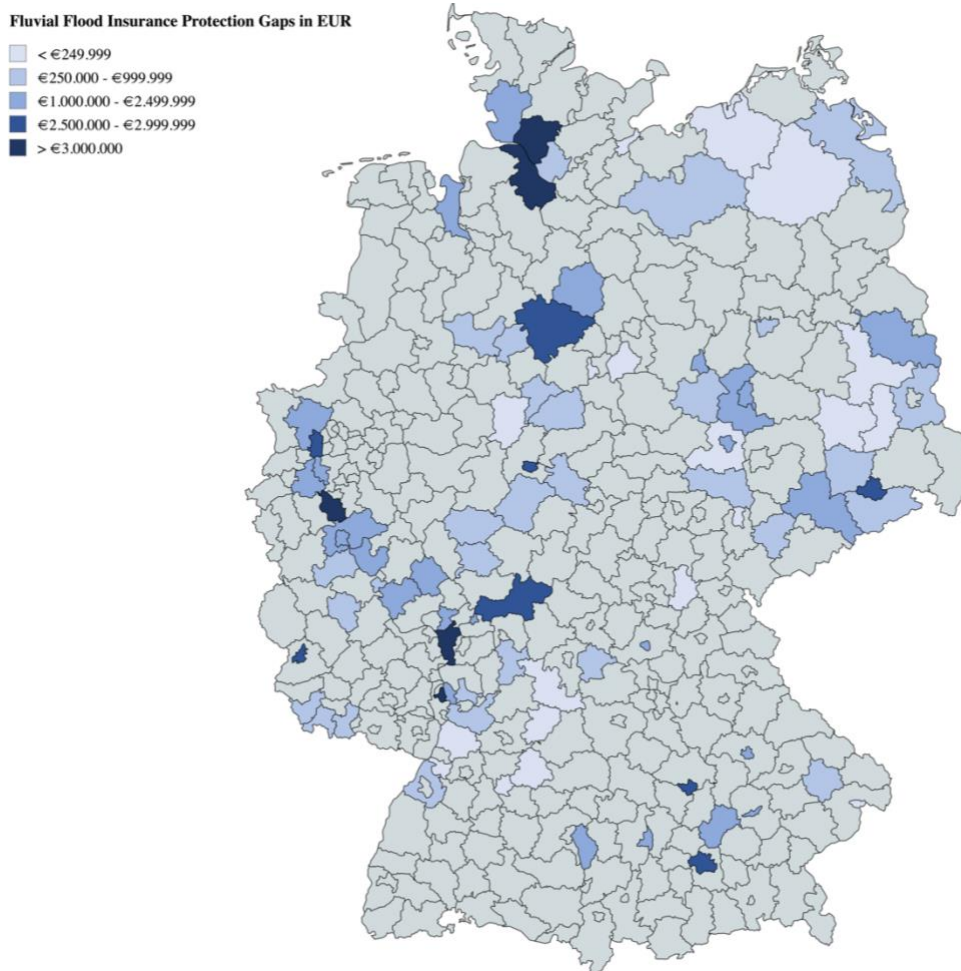 Fluvial Flood Insurance Protection Gaps in EUR
< €249.999
€250.000 - €999.999
€1.000.000 - €2.499.999
€2.500.000 - €2.999.999
> €3.000.000